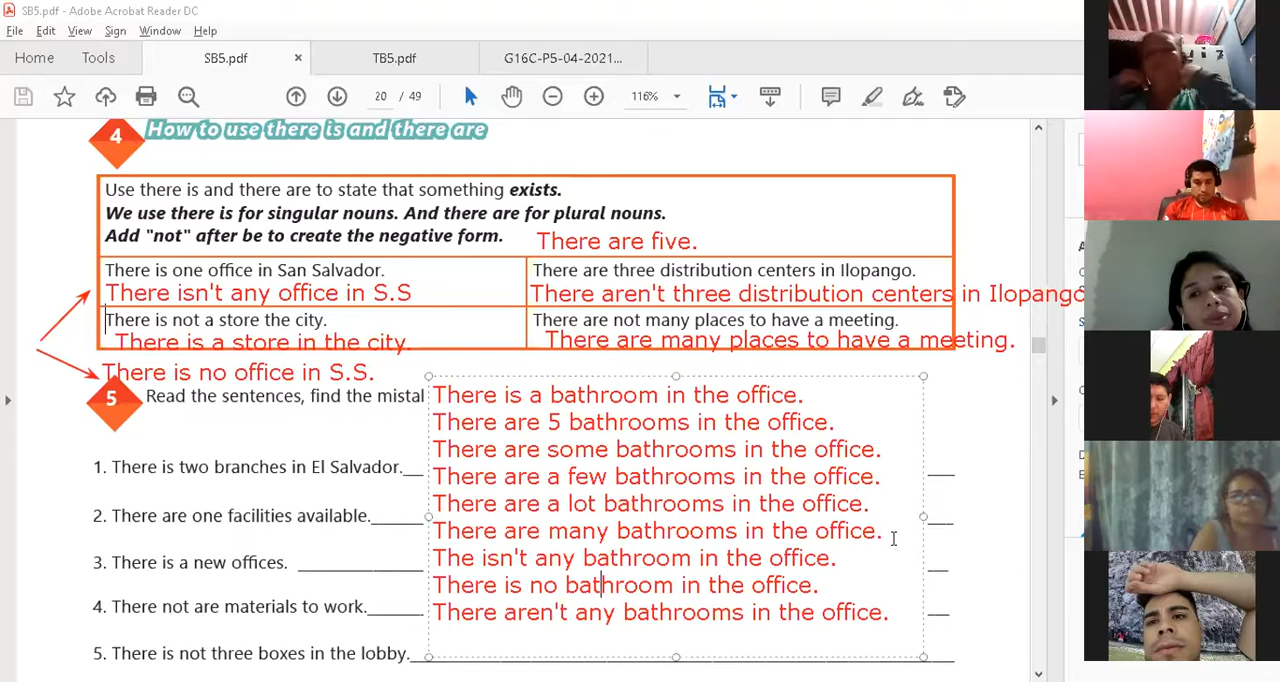 SB5.pdf - Adobe Acrobat Reader DC
File Edit View Sign Window Help
Home Tools SB5.pdf × TB5.pdf G16C-P5-04-2021...
20 / 49 116%
4 How to use there is and there are
Use there is and there are to state that something exists.
We use there is for singular nouns. And there are for plural nouns.
Add "not" after be to create the negative form.
There are five.
There is one office in San Salvador.
There are three distribution centers in Ilopango.
There isn't any office in S.S
There aren't three distribution centers in Ilopango
There is not a store the city.
There are not many places to have a meeting.
There is a store in the city.
There are many places to have a meeting.
There is no office in S.S.
5 Read the sentences, find the mistal
There is a bathroom in the office.
There are 5 bathrooms in the office.
There are some bathrooms in the office.
There are a few bathrooms in the office.
There are a lot bathrooms in the office.
There are many bathrooms in the office.
The isn't any bathroom in the office.
There is no bathroom in the office.
There aren't any bathrooms in the office.
1. There is two branches in El Salvador.
2. There are one facilities available.
3. There is a new offices.
4. There not are materials to work.
5. There is not three boxes in the lobby.